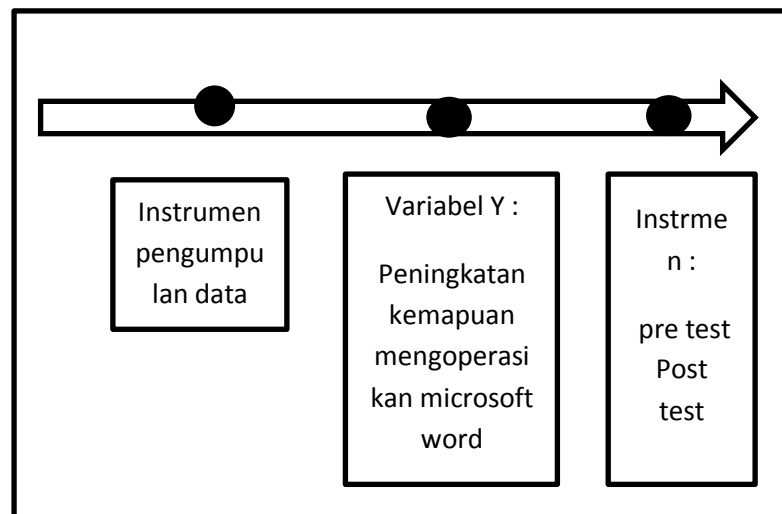 Instrumen
pengumpu
lan data
Variabel Y :
Peningkatan
kemapuan
mengoperasi
kan microsoft
word
Instrme
n :
pre test
Post
test